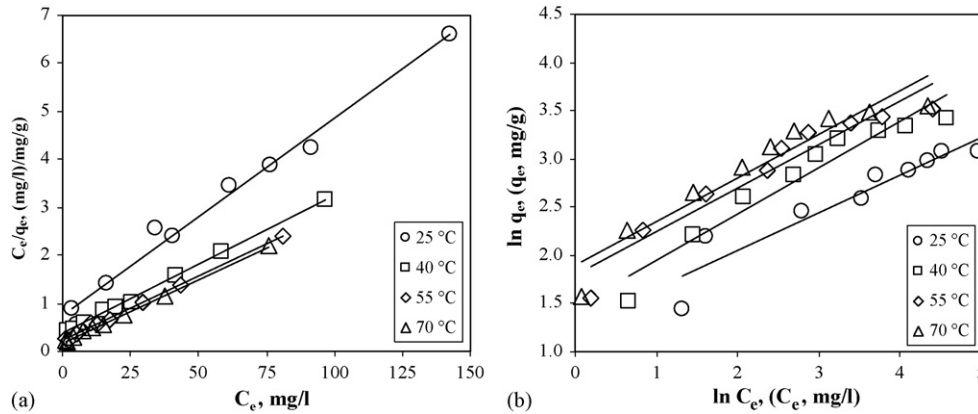 (a)
7
6
5
4
3
2
1
0
0 25 50 75 100 125 150
C_e/q_e, (mg/l)/mg/g)
C_e, mg/l
25 °C
40 °C
55 °C
70 °C
(b)
4.5
4.0
3.5
3.0
2.5
2.0
1.5
1.0
0 1 2 3 4 5
ln q_e, (q_e, mg/g)
ln C_e, (C_e, mg/l)
25 °C
40 °C
55 °C
70 °C